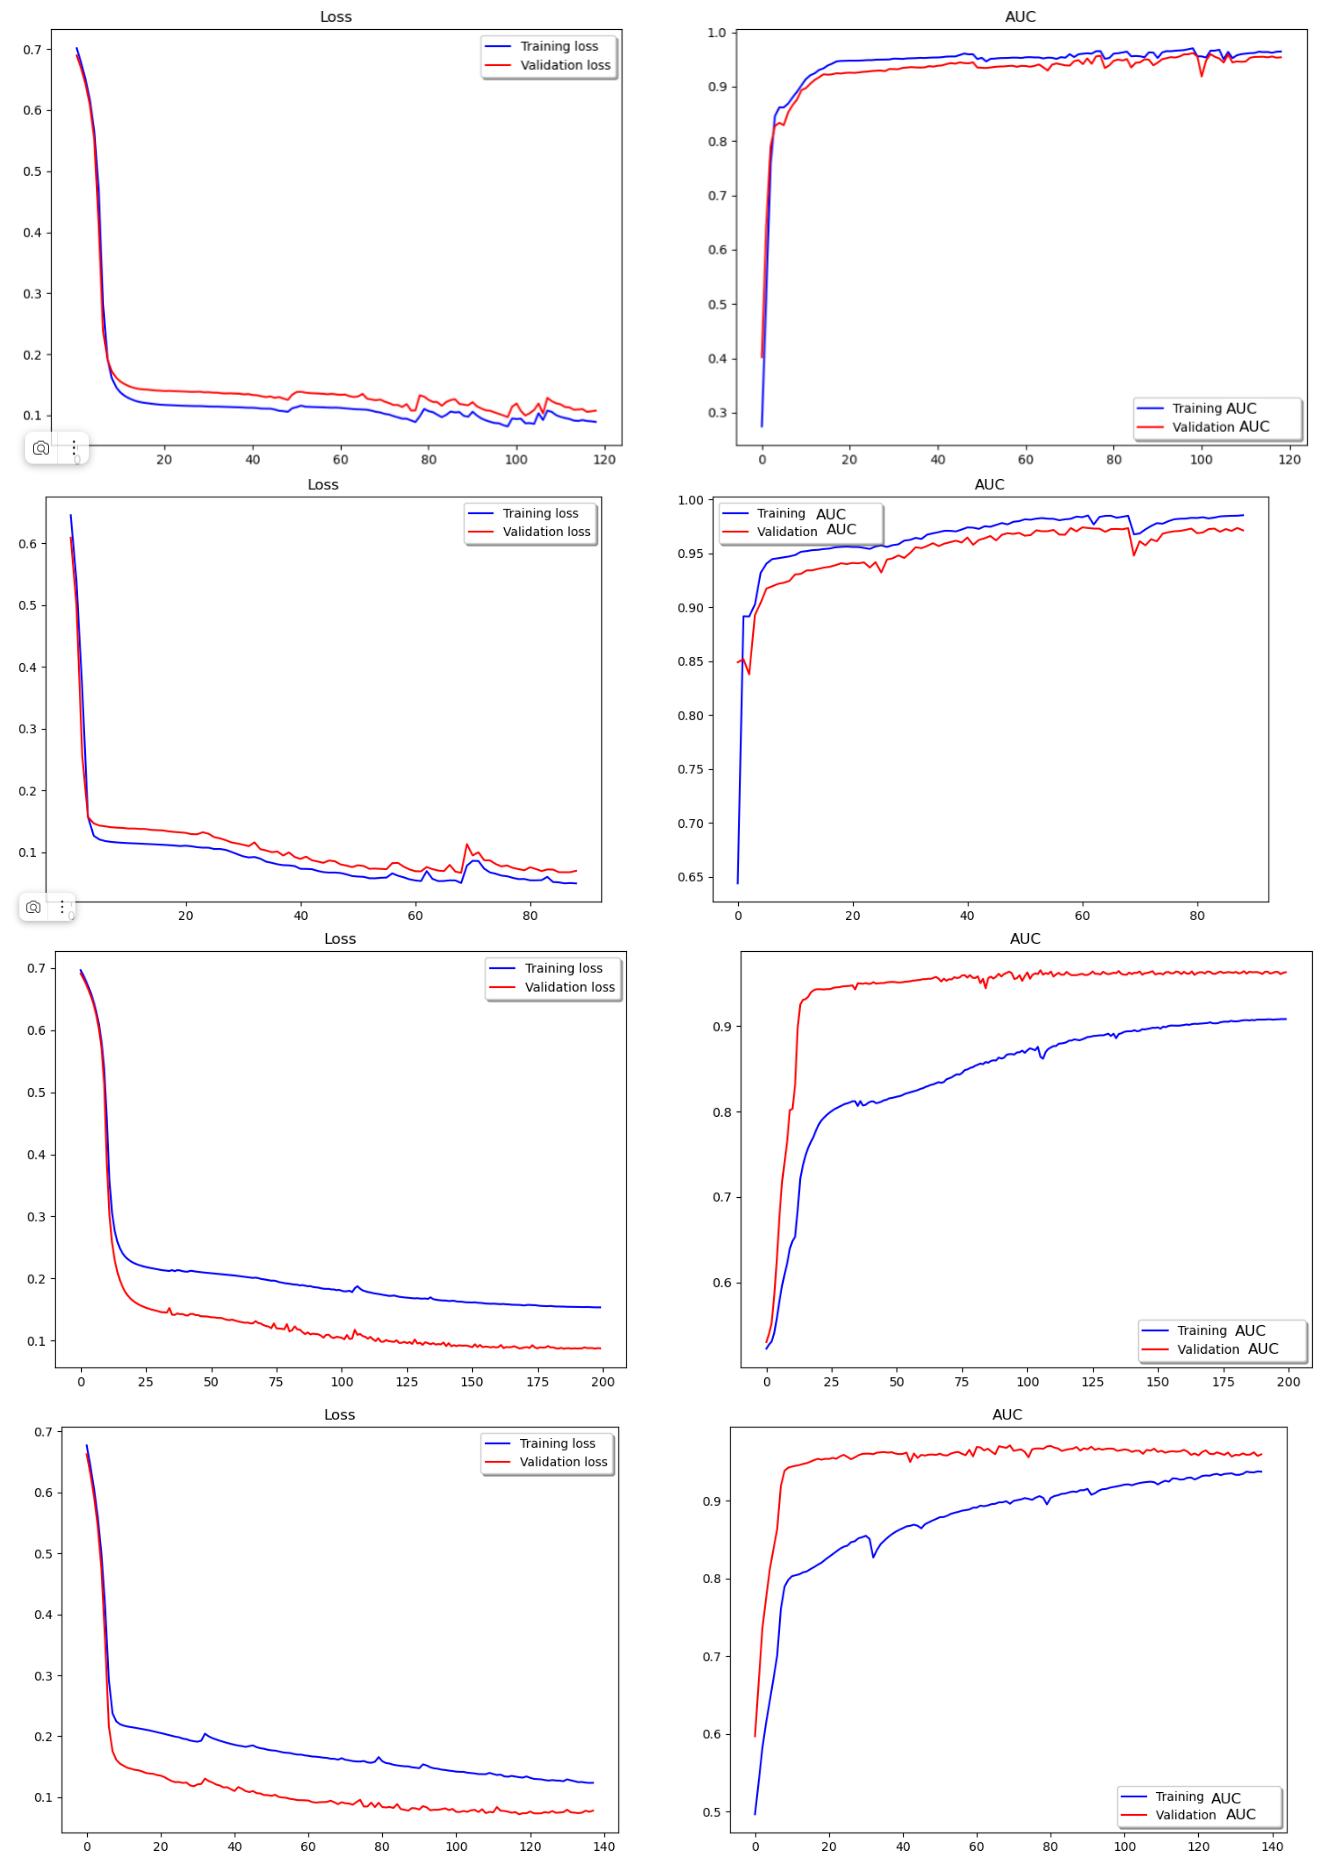 Loss
0.7
0.6
0.5
0.4
0.3
0.2
0.1
Training loss
Validation loss
0 20 40 60 80 100 120
AUC
1.0
0.9
0.8
0.7
0.6
0.5
0.4
0.3
Training AUC
Validation AUC
0 20 40 60 80 100 120
Loss
0.6
0.5
0.4
0.3
0.2
0.1
Training loss
Validation loss
0 20 40 60 80
AUC
1.00
0.95
0.90
0.85
0.80
0.75
0.70
0.65
Training AUC
Validation AUC
0 20 40 60 80
Loss
0.7
0.6
0.5
0.4
0.3
0.2
0.1
Training loss
Validation loss
0 25 50 75 100 125 150 175 200
AUC
0.9
0.8
0.7
0.6
Training AUC
Validation AUC
0 25 50 75 100 125 150 175 200
Loss
0.7
0.6
0.5
0.4
0.3
0.2
0.1
Training loss
Validation loss
0 20 40 60 80 100 120 140
AUC
0.9
0.8
0.7
0.6
0.5
Training AUC
Validation AUC
0 20 40 60 80 100 120 140